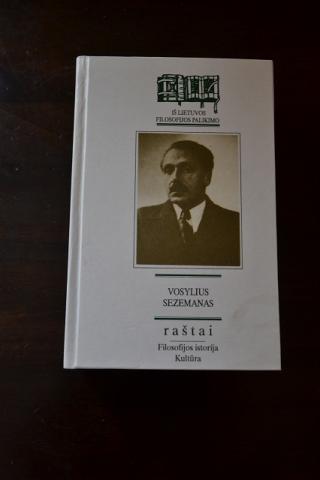 IŠ LIETUVOS
FILOSOFIJOS PALIKIMO
VOSYLIUS
SEZEMANAS
raštai
Filosofijos istorija
Kultūra